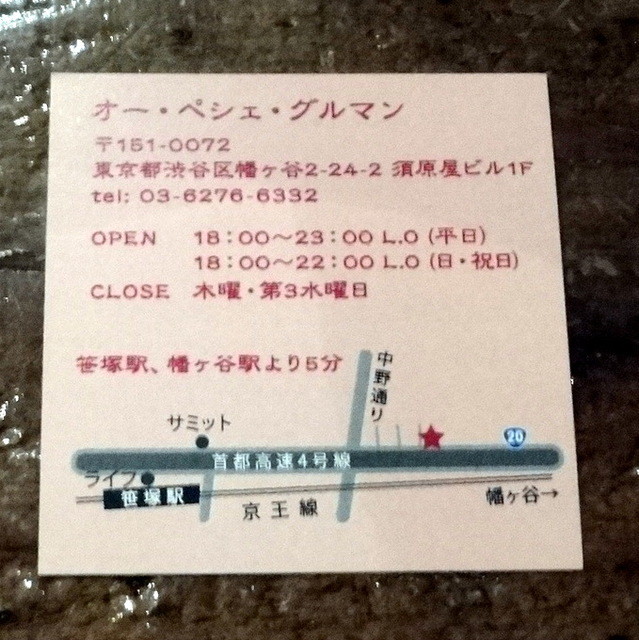 オー・ペシェ・グルマン
〒151-0072
東京都渋谷区幡ヶ谷2-24-2 須原屋ビル1F
tel: 03-6276-6332
OPEN 18:00〜23:00 L.O (平日)
18:00〜22:00 L.O (日・祝日)
CLOSE 木曜・第3水曜日
笹塚駅、幡ヶ谷駅より5分
中野通り
サミット
20
首都高速4号線
ライフ
笹塚駅
京王線
幡ヶ谷→